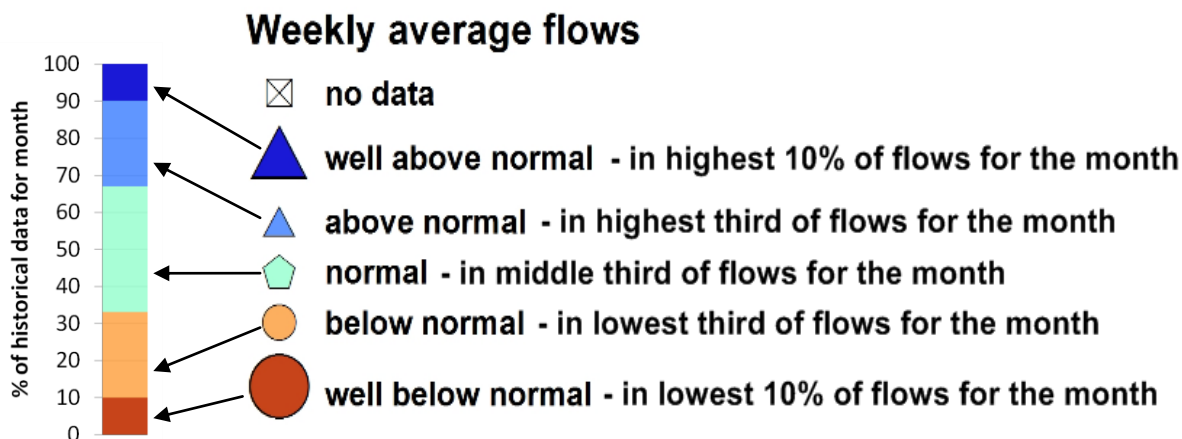 Weekly average flows
100
90
80
70
60
50
40
30
20
10
0
% of historical data for month
no data
well above normal - in highest 10% of flows for the month
above normal - in highest third of flows for the month
normal - in middle third of flows for the month
below normal - in lowest third of flows for the month
well below normal - in lowest 10% of flows for the month